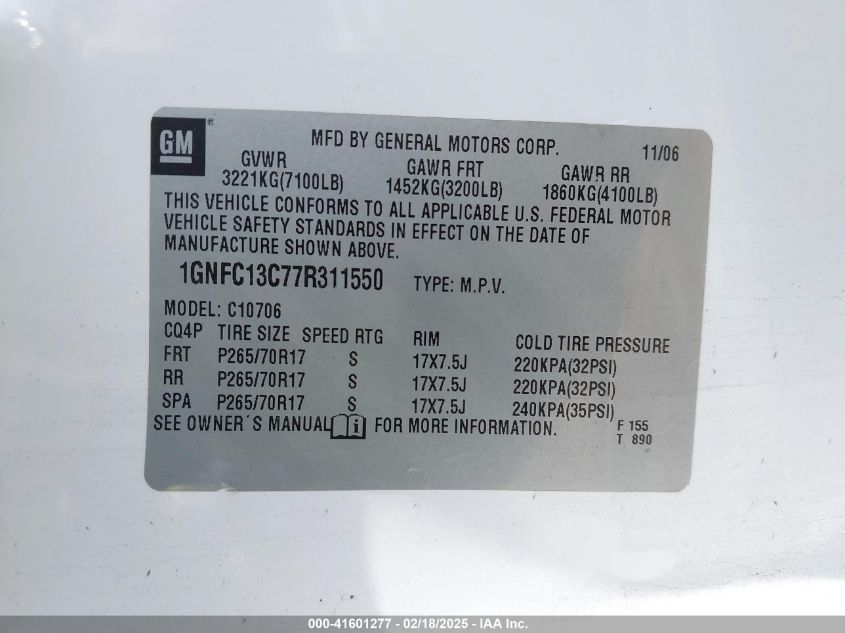 GM ®
MFD BY GENERAL MOTORS CORP. 11/06
GVWR GAWR FRT GAWR RR
3221KG(7100LB) 1452KG(3200LB) 1860KG(4100LB)
THIS VEHICLE CONFORMS TO ALL APPLICABLE U.S. FEDERAL MOTOR
VEHICLE SAFETY STANDARDS IN EFFECT ON THE DATE OF
MANUFACTURE SHOWN ABOVE.
1GNFC13C77R311550 TYPE: M.P.V.
MODEL: C10706
CQ4P TIRE SIZE SPEED RTG RIM COLD TIRE PRESSURE
FRT P265/70R17 S 17X7.5J 220KPA(32PSI)
RR P265/70R17 S 17X7.5J 220KPA(32PSI)
SPA P265/70R17 S 17X7.5J 240KPA(35PSI)
SEE OWNER'S MANUAL i FOR MORE INFORMATION. F 155
T 890
000-41601277 - 02/18/2025 - IAA Inc.